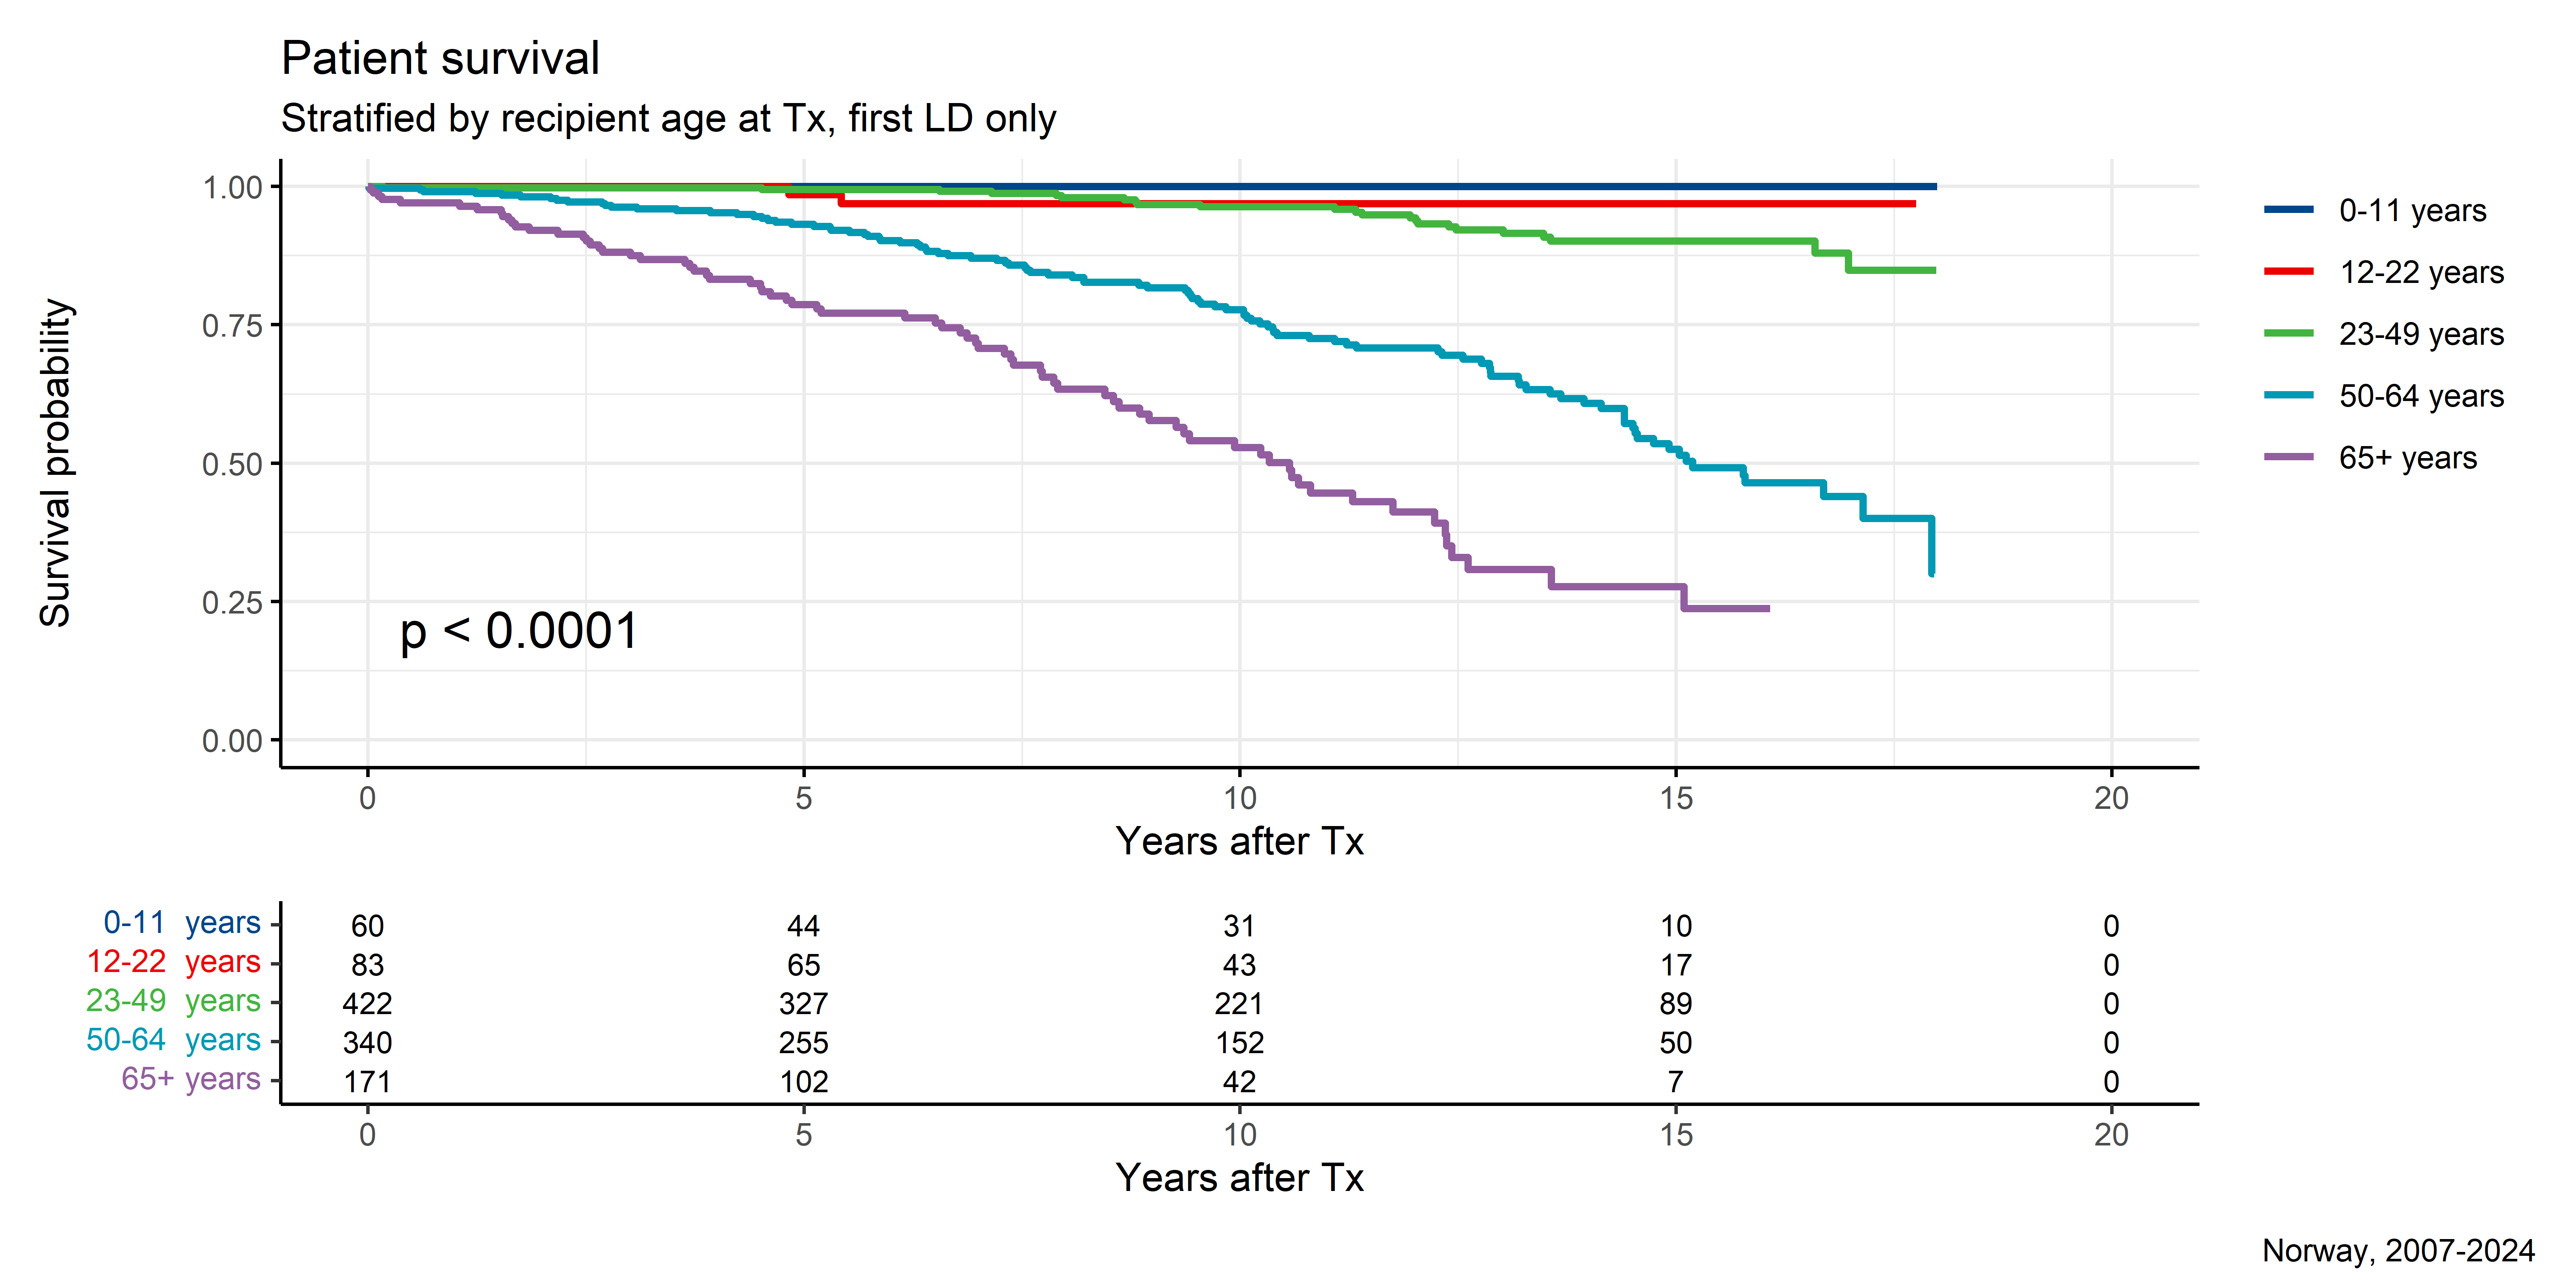 Patient survival
Stratified by recipient age at Tx, first LD only
Survival probability
1.00
0.75
0.50
0.25
0.00
p < 0.0001
0 5 10 15 20
Years after Tx
0-11 years
12-22 years
23-49 years
50-64 years
65+ years
0-11 years 60 44 31 10 0
12-22 years 83 65 43 17 0
23-49 years 422 327 221 89 0
50-64 years 340 255 152 50 0
65+ years 171 102 42 7 0
0 5 10 15 20
Years after Tx
Norway, 2007-2024